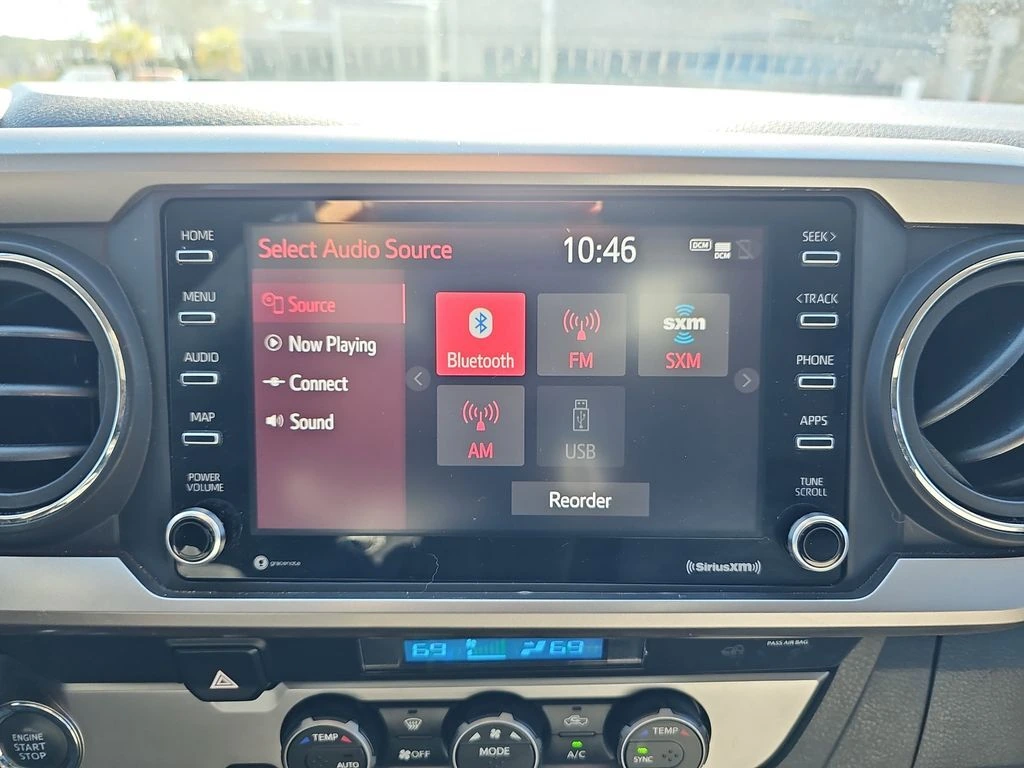 HOME
MENU
AUDIO
MAP
POWER
VOLUME
Select Audio Source
10:46
DCM
DCM
Source
Now Playing
Connect
Sound
Bluetooth
FM
sxm
SXM
AM
USB
Reorder
SEEK >
< TRACK
PHONE
APPS
TUNE
SCROLL
gracenote
((SiriusXM))
69
69
PASS AIR BAG
ENGINE
START
STOP
TEMP
AUTO
OFF
MODE
A/C
TEMP
SYNC